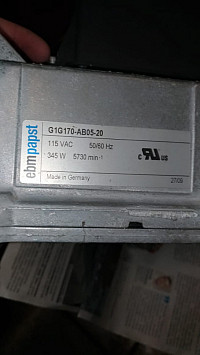 ebmpapst
G1G170-AB05-20
115 VAC 50/60 Hz
345 W 5730 min-1
Made in Germany